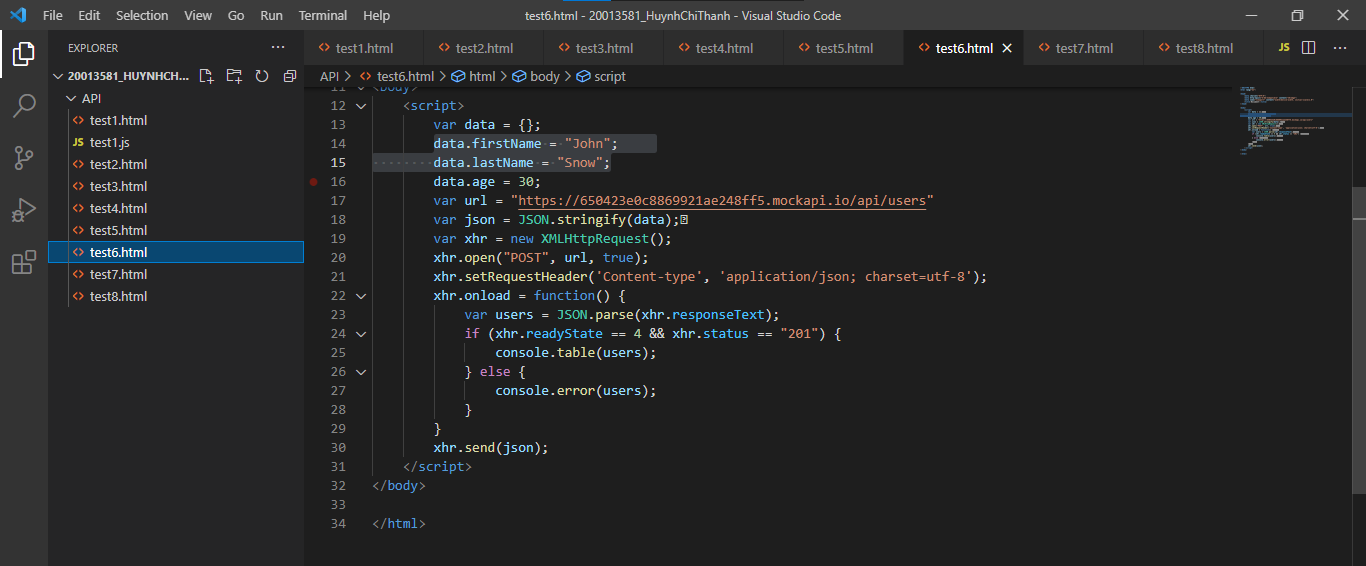 File Edit Selection View Go Run Terminal Help
test6.html - 20013581_HuynhChiThanh - Visual Studio Code
EXPLORER
20013581_HUYNHCH...
API
test1.html
test1.js
test2.html
test3.html
test4.html
test5.html
test6.html
test7.html
test8.html
test1.html test2.html test3.html test4.html test5.html test6.html test7.html test8.html JS
API > test6.html > html > body > script
11 <body>
12 <script>
13 var data = {};
14 data.firstName = "John";
15 data.lastName = "Snow";
16 data.age = 30;
17 var url = "https://650423e0c8869921ae248ff5.mockapi.io/api/users"
18 var json = JSON.stringify(data);
19 var xhr = new XMLHttpRequest();
20 xhr.open("POST", url, true);
21 xhr.setRequestHeader('Content-type', 'application/json; charset=utf-8');
22 xhr.onload = function() {
23 var users = JSON.parse(xhr.responseText);
24 if (xhr.readyState == 4 && xhr.status == "201") {
25 console.table(users);
26 } else {
27 console.error(users);
28 }
29 }
30 xhr.send(json);
31 </script>
32 </body>
33
34 </html>